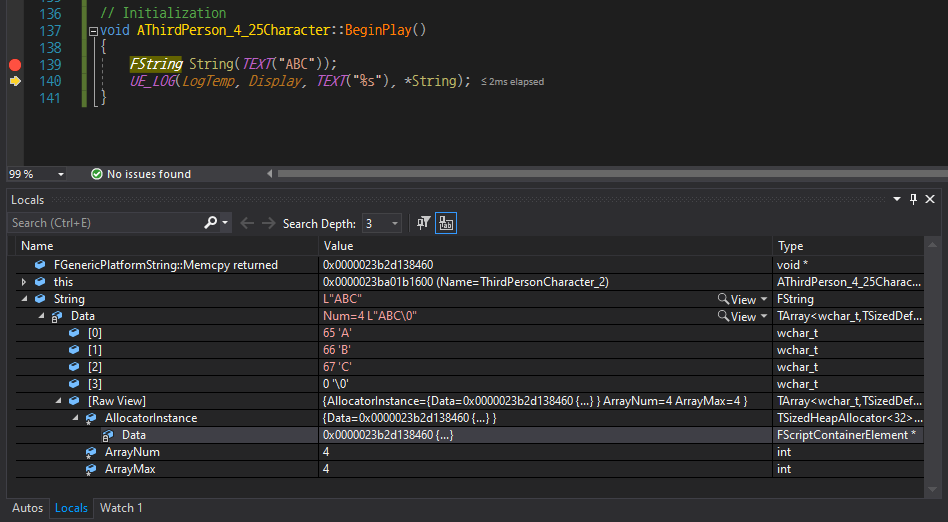 136 // Initialization
137 void AThirdPerson_4_25Character::BeginPlay()
138 {
139 FString String(TEXT("ABC"));
140 UE_LOG(LogTemp, Display, TEXT("%s"), *String); ≤2ms elapsed
141 }
99 % No issues found
Locals
Search (Ctrl+E) Search Depth: 3
Name Value Type
FGenericPlatformString::Memcpy returned 0x0000023b2d138460 void *
this 0x0000023ba01b1600 (Name=ThirdPersonCharacter_2) AThirdPerson_4_25Charac...
String L"ABC" View FString
Data Num=4 L"ABC\0" View TArray<wchar_t,TSizedDef...
[0] 65 'A' wchar_t
[1] 66 'B' wchar_t
[2] 67 'C' wchar_t
[3] 0 '\0' wchar_t
[Raw View] {AllocatorInstance={Data=0x0000023b2d138460 {...} } ArrayNum=4 ArrayMax=4 } TArray<wchar_t,TSizedDef...
AllocatorInstance {Data=0x0000023b2d138460 {...} } TSizedHeapAllocator<32>...
Data 0x0000023b2d138460 {...} FScriptContainerElement *
ArrayNum 4 int
ArrayMax 4 int
Autos Locals Watch 1